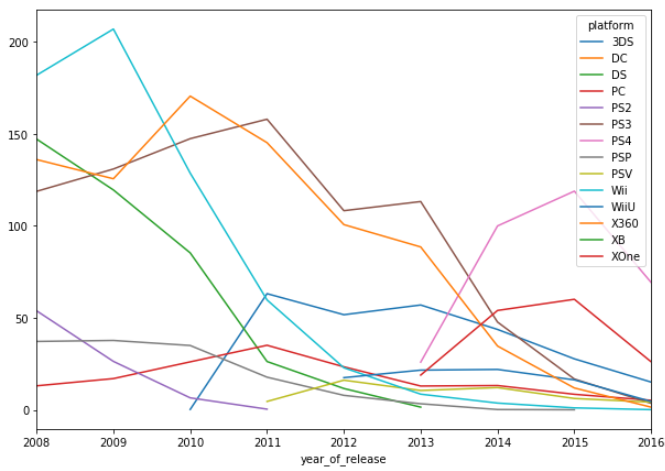 platform
3DS
DC
DS
PC
PS2
PS3
PS4
PSP
PSV
Wii
WiiU
X360
XB
XOne
200
150
100
50
0
2008 2009 2010 2011 2012 2013 2014 2015 2016
year_of_release